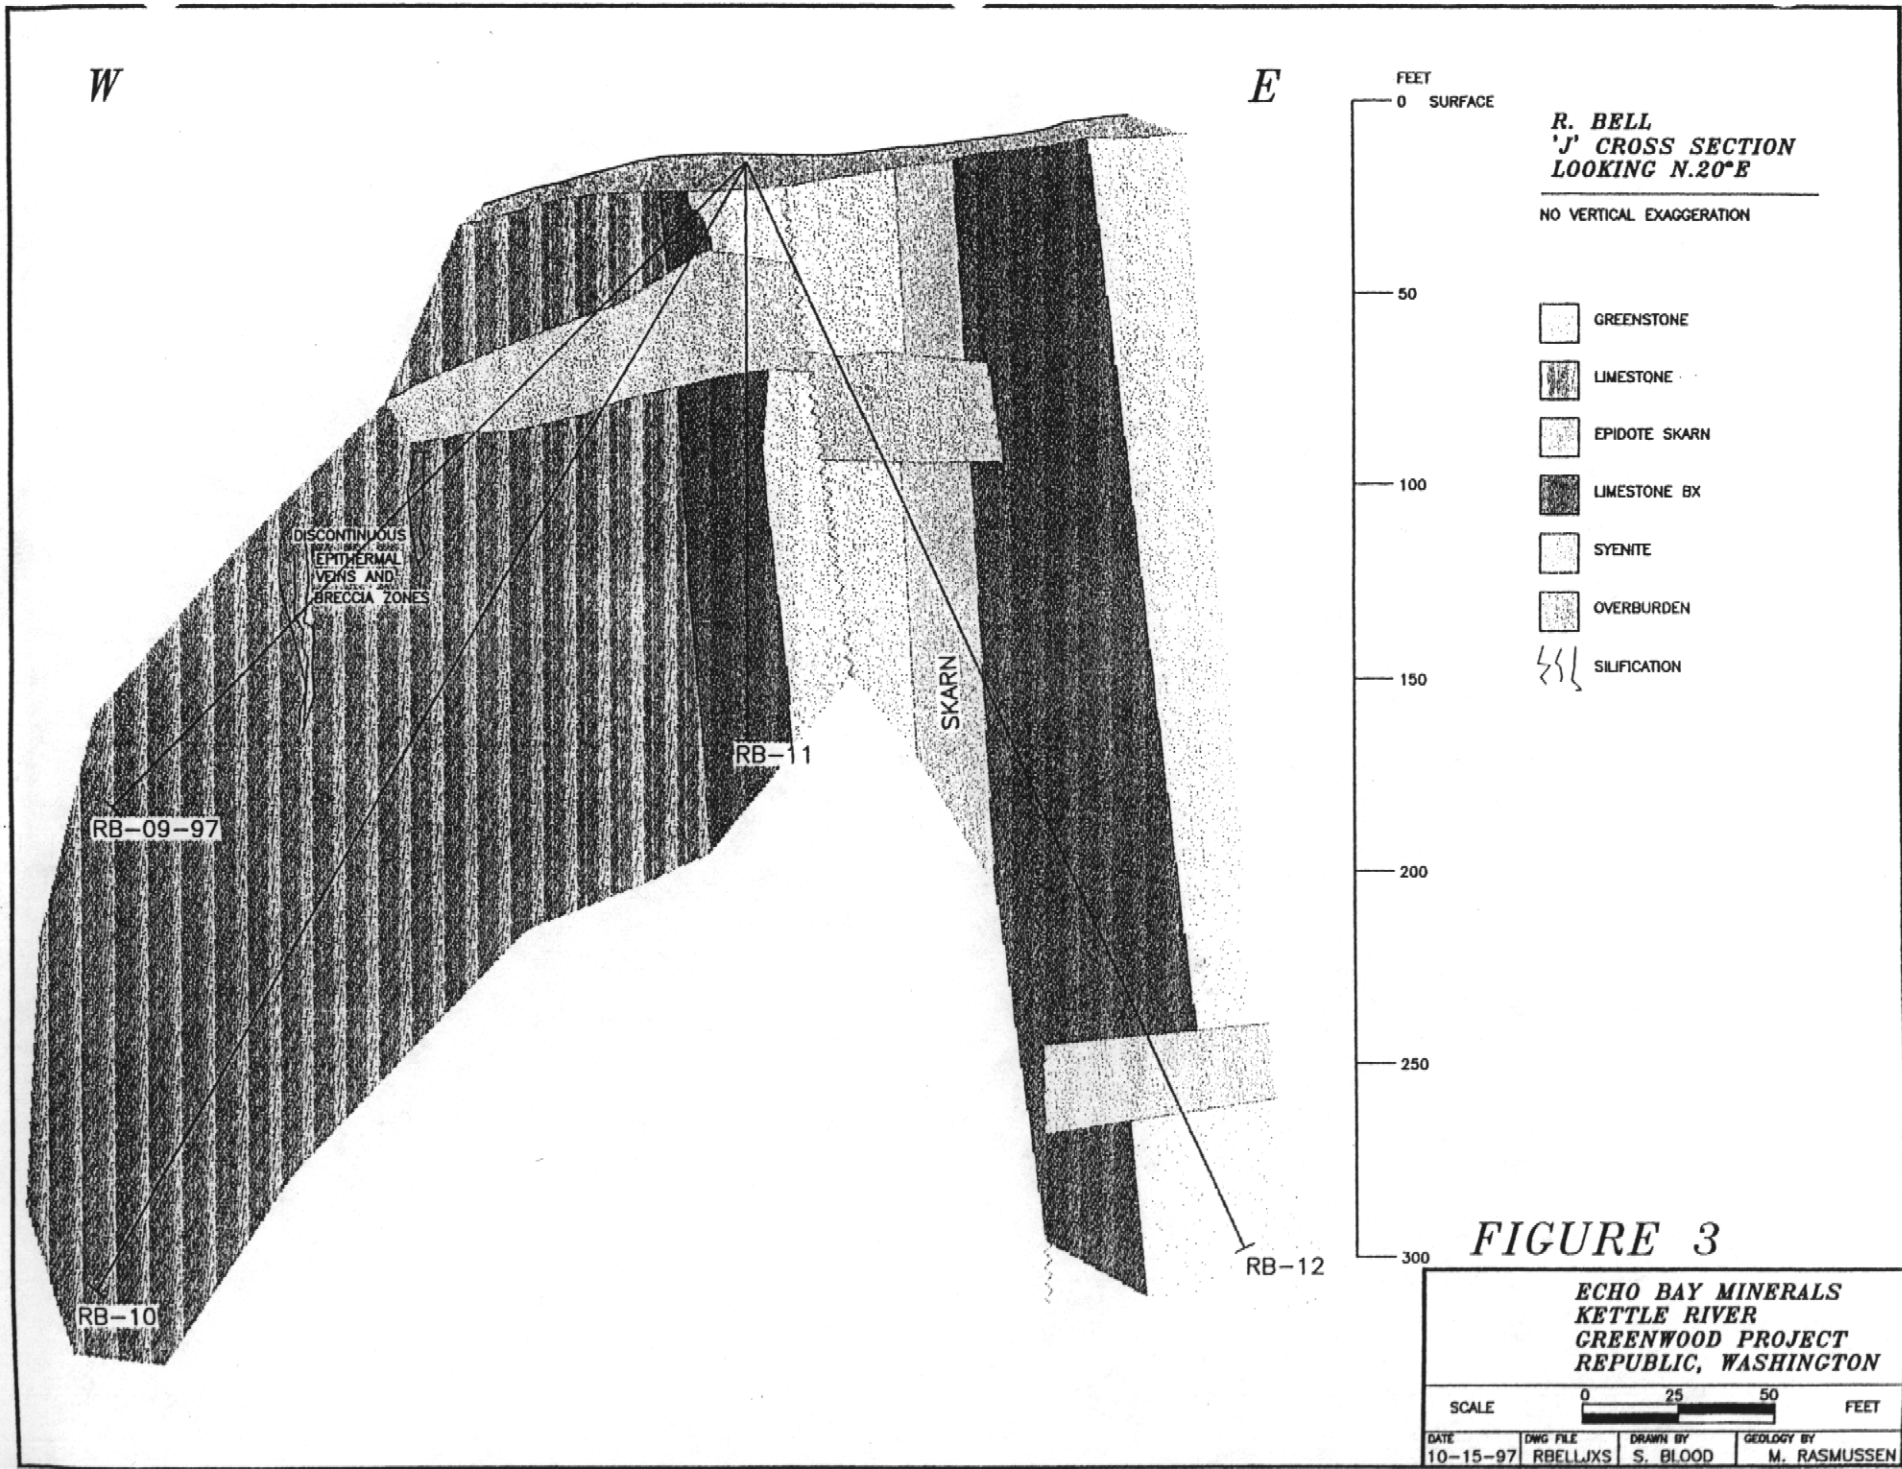 W
E
FEET
0 SURFACE
50
100
150
200
250
300
R. BELL
'J' CROSS SECTION
LOOKING N.20°E
NO VERTICAL EXAGGERATION
GREENSTONE
LIMESTONE
EPIDOTE SKARN
LIMESTONE BX
SYENITE
OVERBURDEN
SILIFICATION
DISCONTINUOUS
EPITHERMAL
VEINS AND
BRECCIA ZONES
SKARN
RB-11
RB-09-97
RB-10
RB-12
FIGURE 3
ECHO BAY MINERALS
KETTLE RIVER
GREENWOOD PROJECT
REPUBLIC, WASHINGTON
0 25 50
SCALE FEET
DATE DWG FILE DRAWN BY GEOLOGY BY
10-15-97 RBELLJXS S. BLOOD M. RASMUSSEN